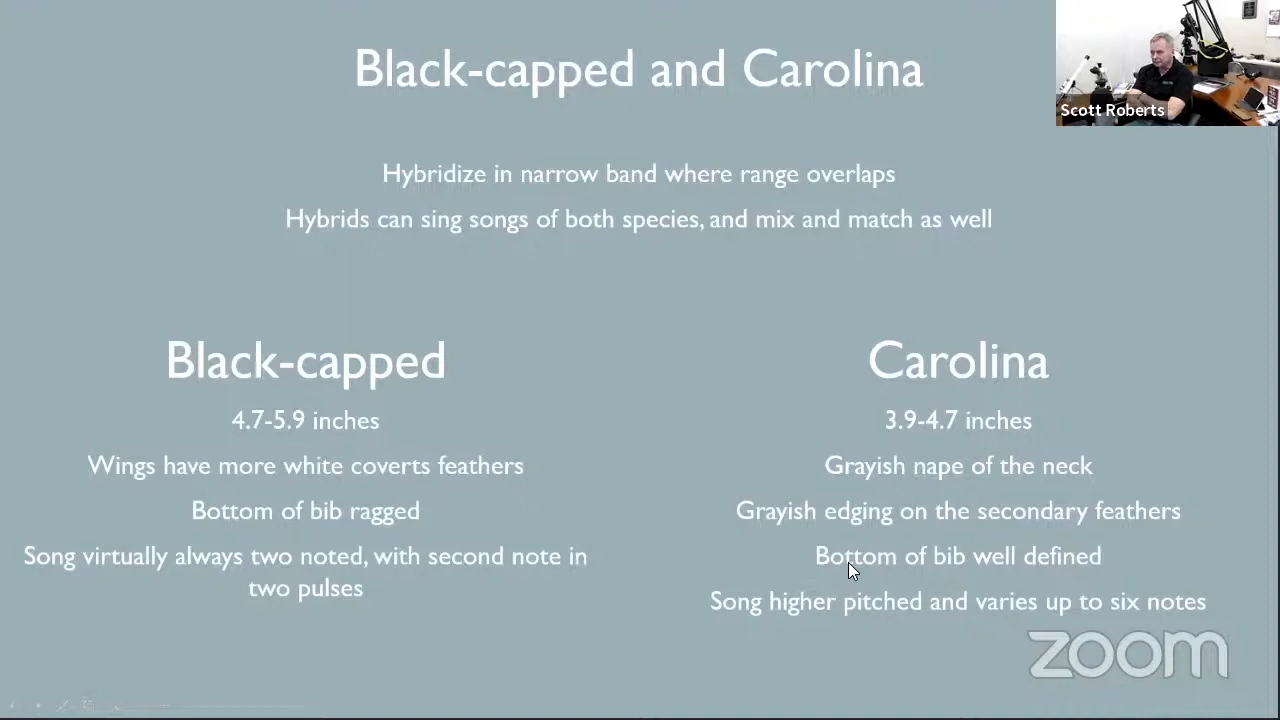 Black-capped and Carolina
Scott Roberts
Hybridize in narrow band where range overlaps
Hybrids can sing songs of both species, and mix and match as well
Black-capped
4.7-5.9 inches
Wings have more white coverts feathers
Bottom of bib ragged
Song virtually always two noted, with second note in
two pulses
Carolina
3.9-4.7 inches
Grayish nape of the neck
Grayish edging on the secondary feathers
Bottom of bib well defined
Song higher pitched and varies up to six notes
zoom